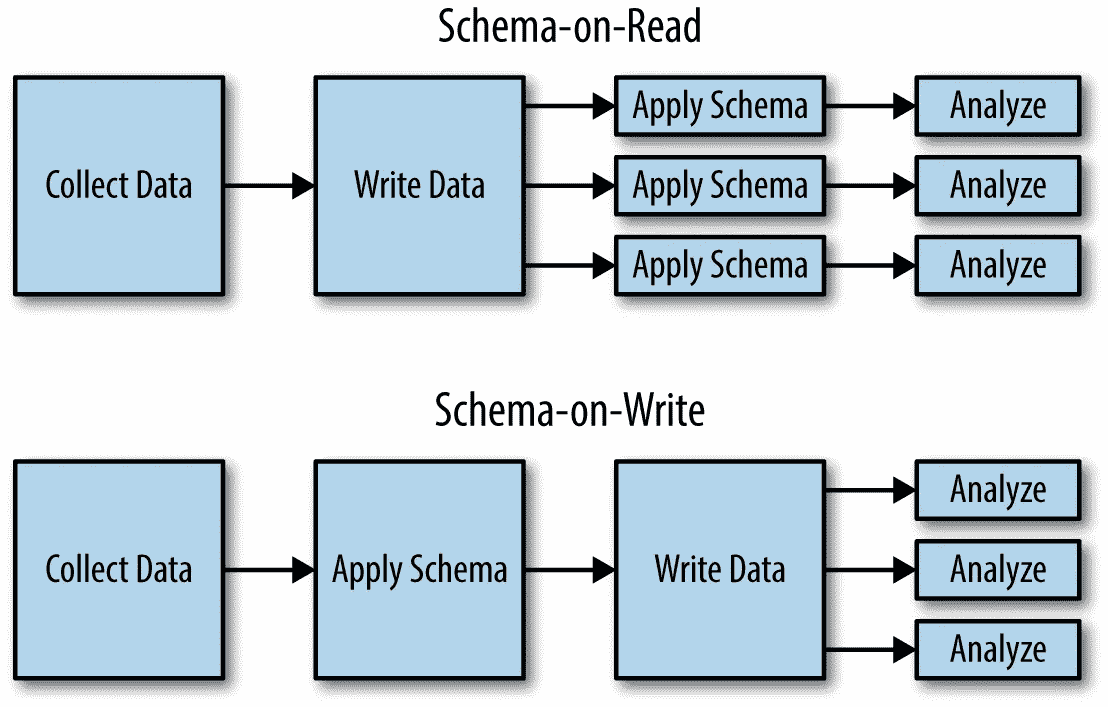 Schema-on-Read
Collect Data
Write Data
Apply Schema
Analyze
Apply Schema
Analyze
Apply Schema
Analyze
Schema-on-Write
Collect Data
Apply Schema
Write Data
Analyze
Analyze
Analyze